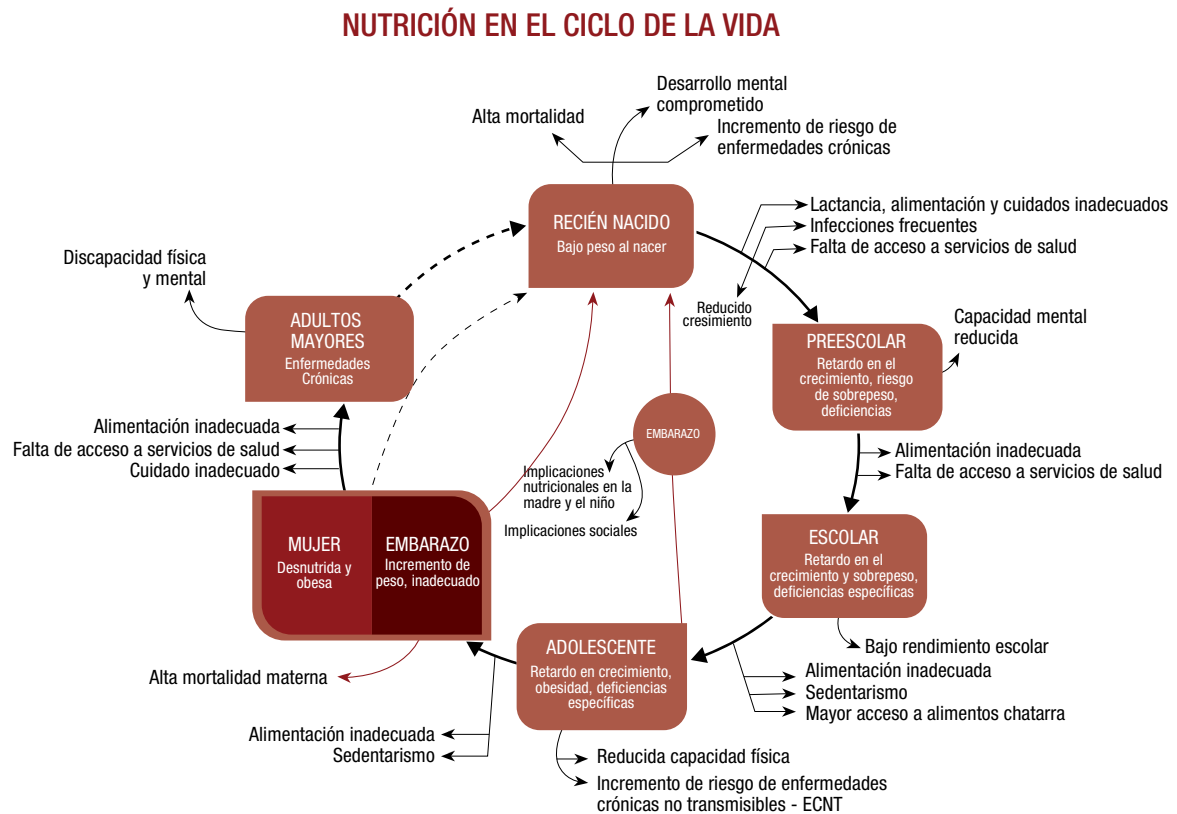 NUTRICIÓN EN EL CICLO DE LA VIDA
Desarrollo mental
comprometido
Alta mortalidad
Incremento de riesgo de
enfermedades crónicas
RECIÉN NACIDO
Bajo peso al nacer
Lactancia, alimentación y cuidados inadecuados
Infecciones frecuentes
Falta de acceso a servicios de salud
Reducido
cresimiento
Discapacidad física
y mental
ADULTOS
MAYORES
Enfermedades
Crónicas
PREESCOLAR
Retardo en el
crecimiento, riesgo
de sobrepeso,
deficiencias
Capacidad mental
reducida
Alimentación inadecuada
Falta de acceso a servicios de salud
Cuidado inadecuado
EMBARAZO
Implicaciones
nutricionales en la
madre y el niño
Implicaciones sociales
Alimentación inadecuada
Falta de acceso a servicios de salud
MUJER
Desnutrida y
obesa
EMBARAZO
Incremento de
peso, inadecuado
ESCOLAR
Retardo en el
crecimiento y sobrepeso,
deficiencias específicas
Bajo rendimiento escolar
ADOLESCENTE
Retardo en crecimiento,
obesidad, deficiencias
específicas
Alimentación inadecuada
Sedentarismo
Mayor acceso a alimentos chatarra
Alta mortalidad materna
Alimentación inadecuada
Sedentarismo
Reducida capacidad física
Incremento de riesgo de enfermedades
crónicas no transmisibles - ECNT